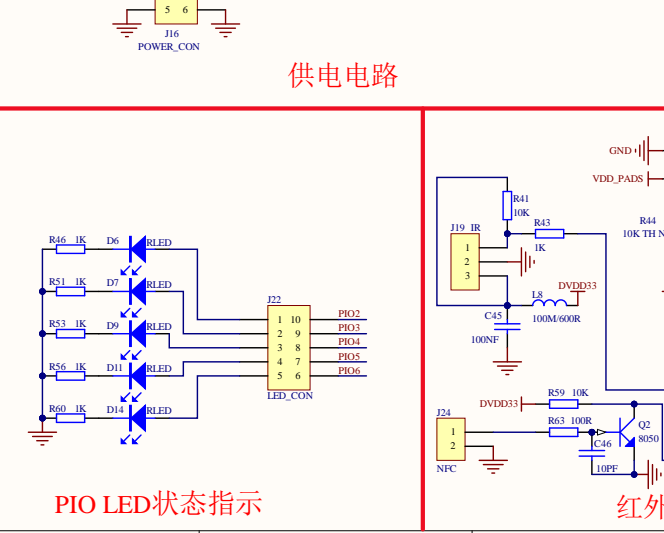 5 6
J16
POWER_CON
供电电路
R46 1K D6 RLED
R51 1K D7 RLED
R53 1K D9 RLED
R56 1K D11 RLED
R60 1K D14 RLED
J22
1 10 PIO2
2 9 PIO3
3 8 PIO4
4 7 PIO5
5 6 PIO6
LED_CON
PIO LED状态指示
GND
VDD_PADS
R41
10K
R44
10K TH N
J19 IR
R43
1K
1
2
3
DVDD33
L8
100M/600R
C45
100NF
DVDD33
R59 10K
J24
R63 100R
1
2
Q2
8050
C46
10PF
NFC
红外